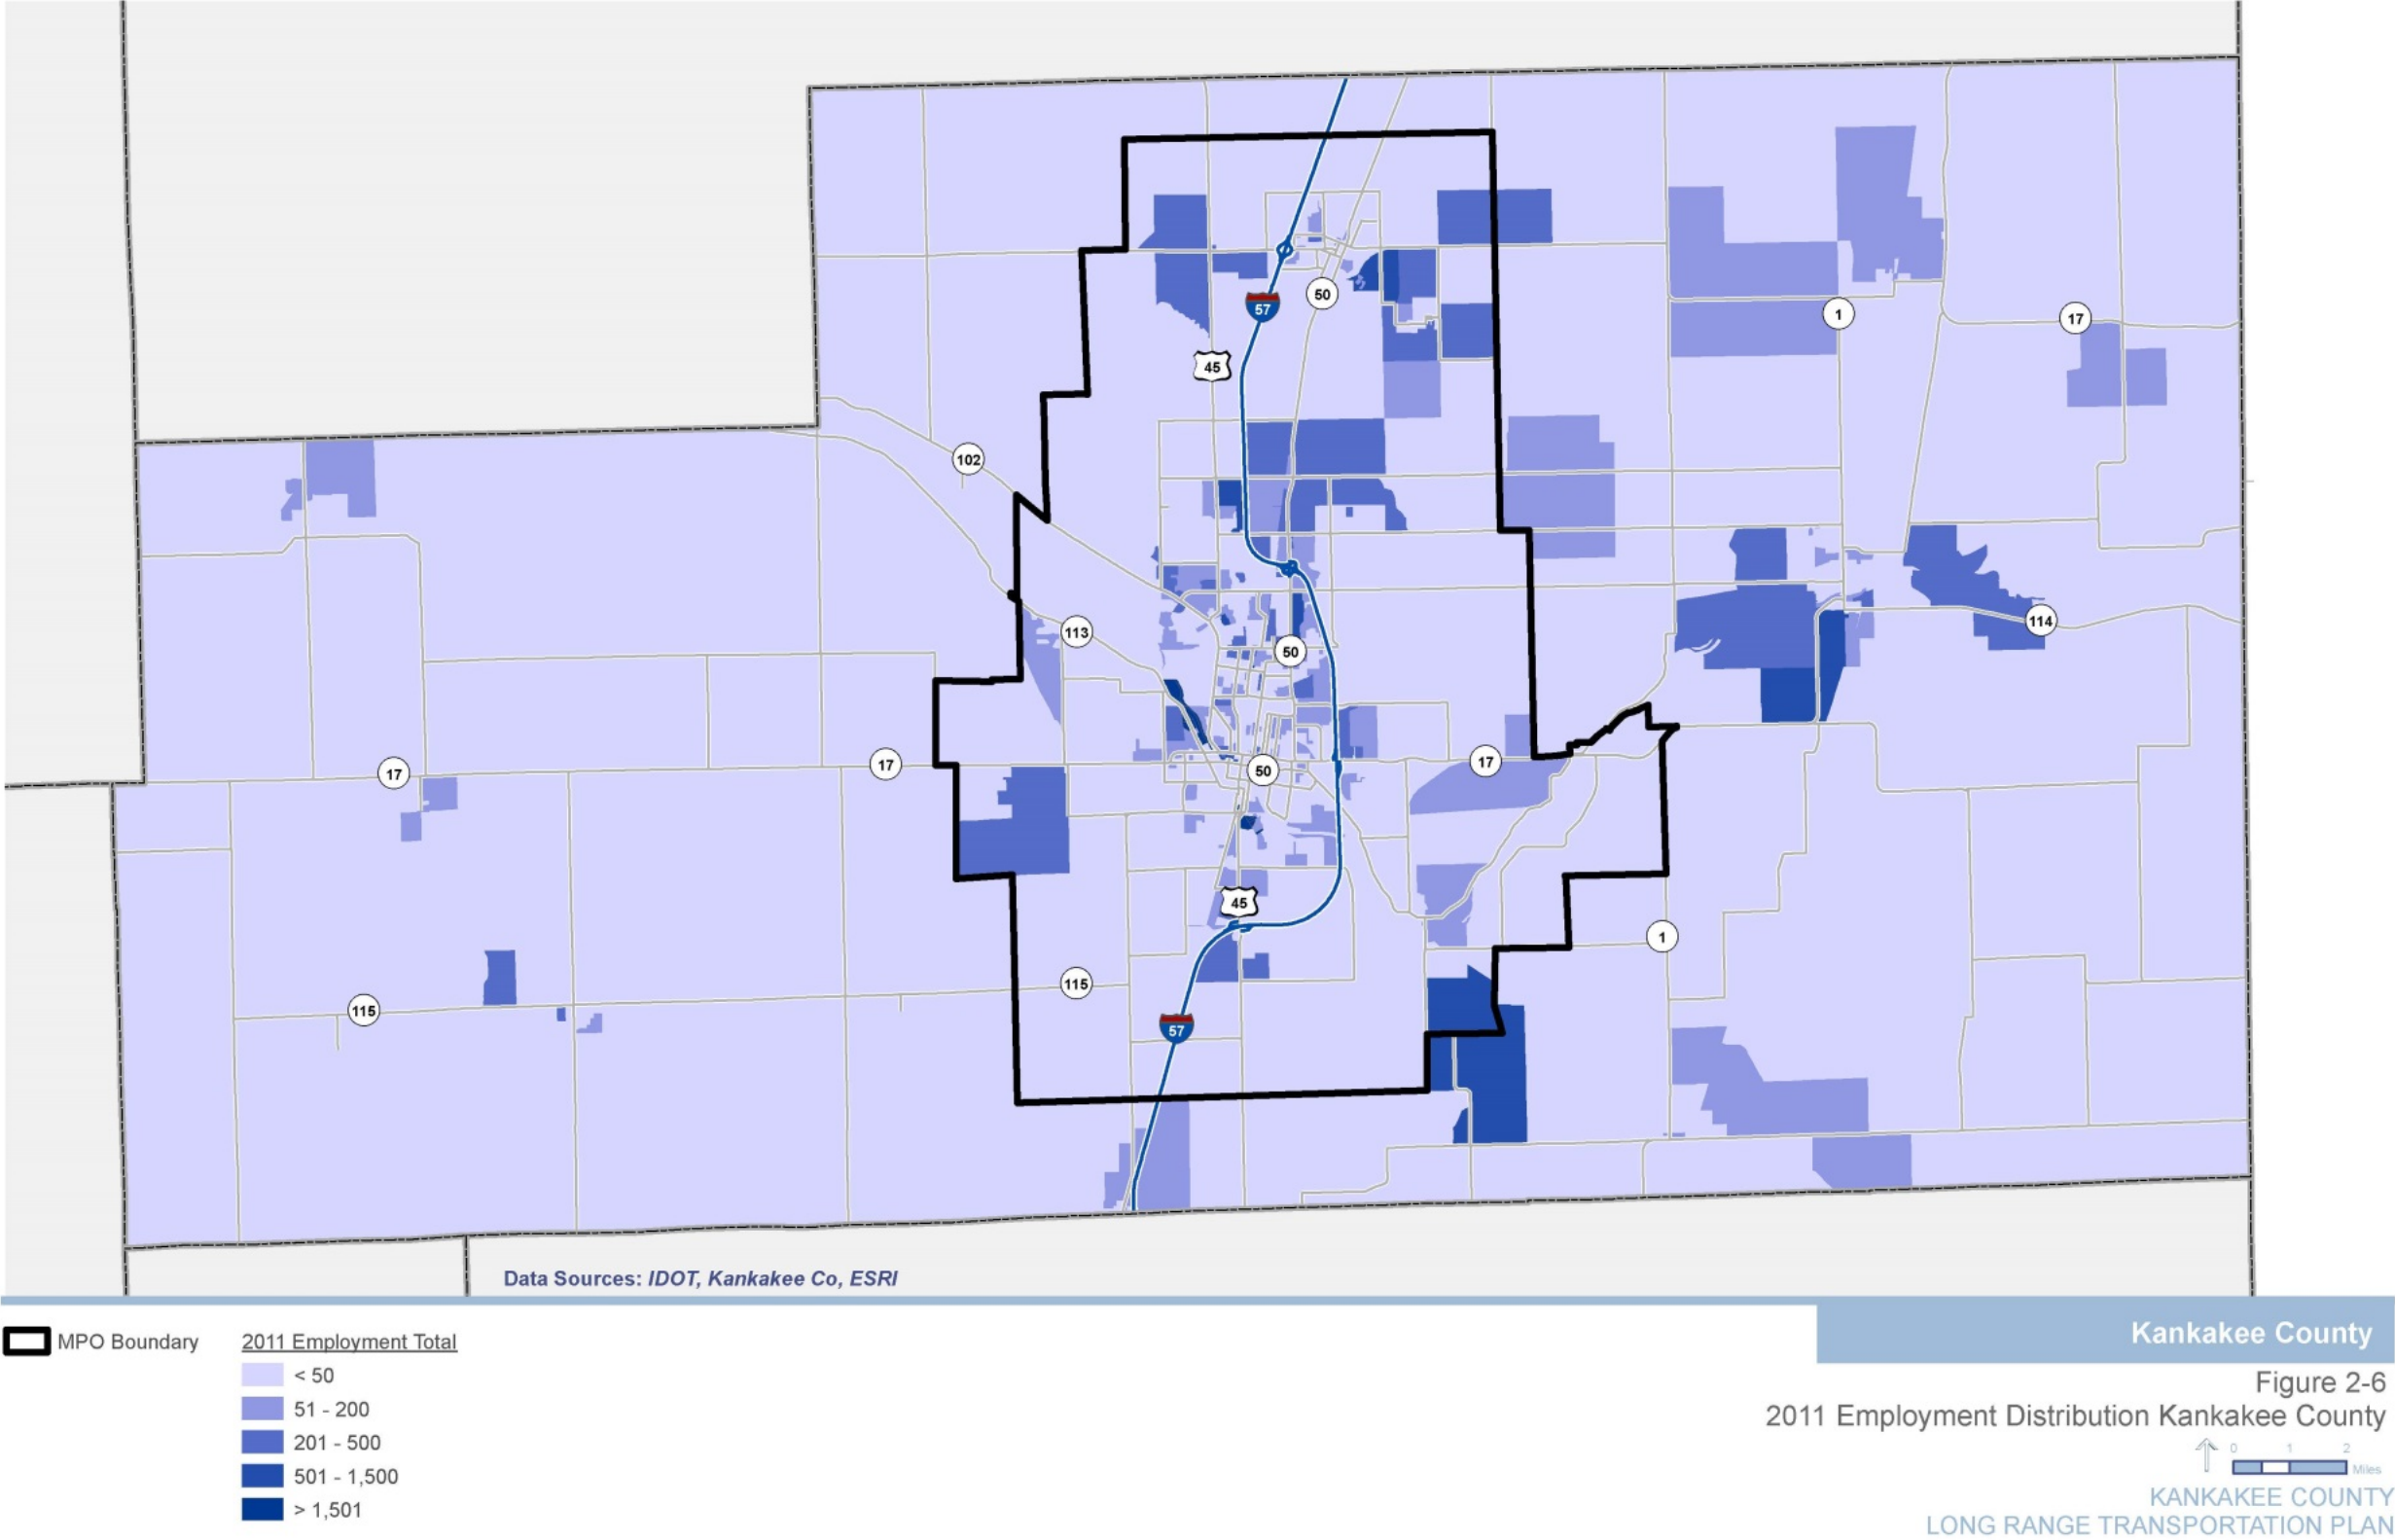 50
57
1
17
45
102
114
113
50
17
17
17
50
45
1
115
115
57
Data Sources: IDOT, Kankakee Co, ESRI
MPO Boundary
2011 Employment Total
< 50
51 - 200
201 - 500
501 - 1,500
> 1,501
Kankakee County
Figure 2-6
2011 Employment Distribution Kankakee County
0 1 2
Miles
KANKAKEE COUNTY
LONG RANGE TRANSPORTATION PLAN